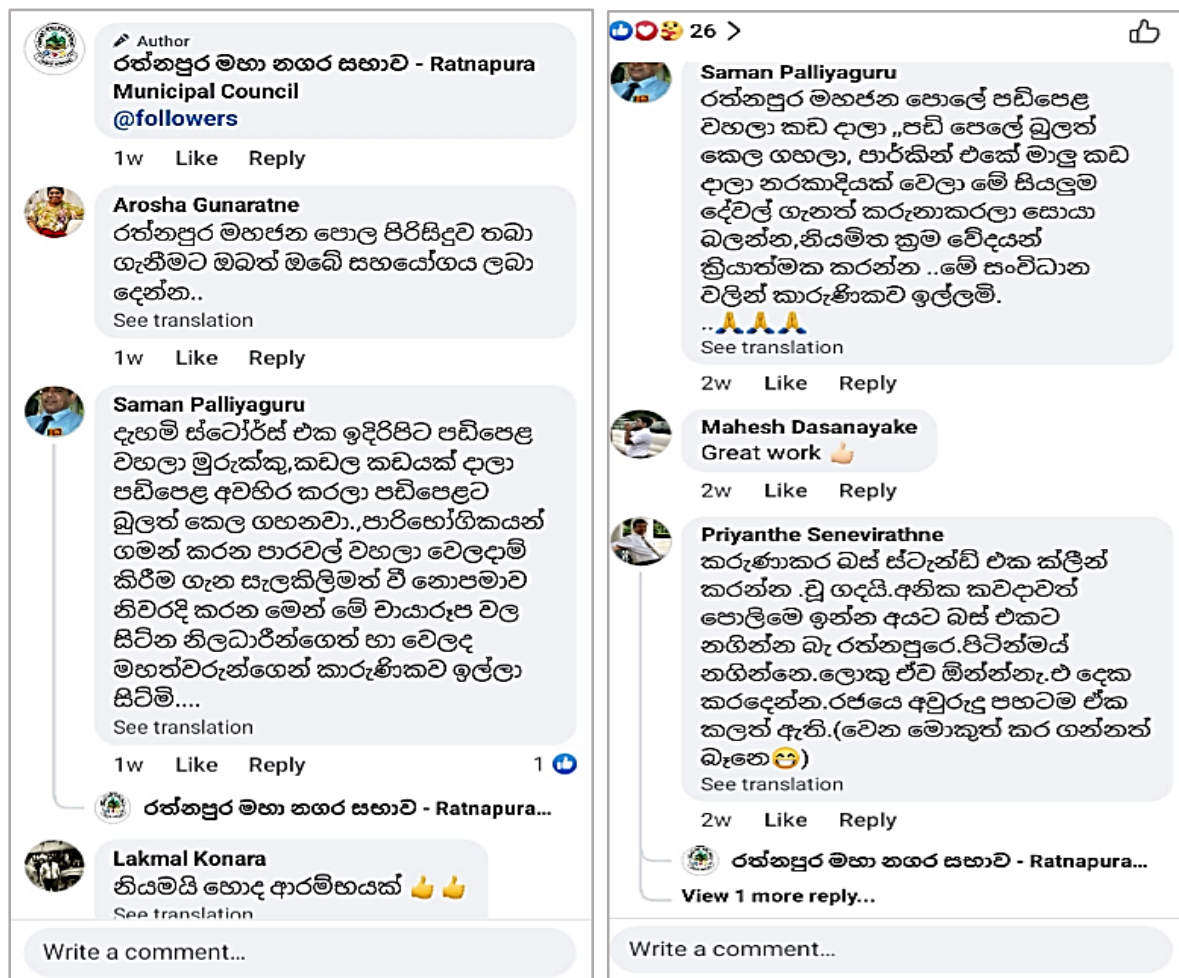 Author
රත්නපුර මහා නගර සභාව - Ratnapura
Municipal Council
@followers
1w Like Reply
Arosha Gunaratne
රත්නපුර මහජන පොල පිරිසිදුව තබා
ගැනීමට ඔබත් ඔබේ සහයෝගය ලබා
දෙන්න..
See translation
1w Like Reply
Saman Palliyaguru
දැහමි ස්ටෝර්ස් එක ඉදිරිපිට පඩිපෙළ
වහලා මුරුක්කු,කඩල කඩයක් දාලා
පඩිපෙළ අවහිර කරලා පඩිපෙළට
බුලත් කෙල ගහනවා.,පාරිභෝගිකයන්
ගමන් කරන පාරවල් වහලා වෙලදාම්
කිරීම ගැන සැලකිලිමත් වී නොපමාව
නිවරදි කරන මෙන් මේ චායාරූප වල
සිටින නිලධාරීන්ගෙත් හා වෙලද
මහත්වරුන්ගෙන් කාරුණිකව ඉල්ලා
සිටිමි....
See translation
1w Like Reply 1
රත්නපුර මහා නගර සභාව - Ratnapura...
Lakmal Konara
නියමයි හොද ආරම්භයක් 👍👍
See translation
Write a comment...
26 >
Saman Palliyaguru
රත්නපුර මහජන පොලේ පඩිපෙළ
වහලා කඩ දාලා ,,පඩි පෙලේ බුලත්
කෙල ගහලා, පාර්කින් එකේ මාලු කඩ
දාලා නරකාදියක් වෙලා මේ සියලුම
දේවල් ගැනත් කරුනාකරලා සොයා
බලන්න,නියමිත ක්‍රම වේදයන්
ක්‍රියාත්මක කරන්න ..මේ සංවිධාන
වලින් කාරුණිකව ඉල්ලමි.
..🙏🙏🙏
See translation
2w Like Reply
Mahesh Dasanayake
Great work 👍🏻
2w Like Reply
Priyanthe Senevirathne
කරුණාකර බස් ස්ටෑන්ඩ් එක ක්ලීන්
කරන්න .චූ ගදයි.අනික කවදාවත්
පොලිමෙ ඉන්න අයට බස් එකට
නගින්න බැ රත්නපුරෙ.පිටින්මය්
නගින්නෙ.ලොකු ඒව ඕන්න්නැ.එ දෙක
කරදෙන්න.රජයෙ අවුරුදු පහටම ඒක
කලත් ඇති.(වෙන මොකුත් කර ගන්නත්
බෑනෙ😁)
See translation
2w Like Reply
රත්නපුර මහා නගර සභාව - Ratnapura...
View 1 more reply...
Write a comment...